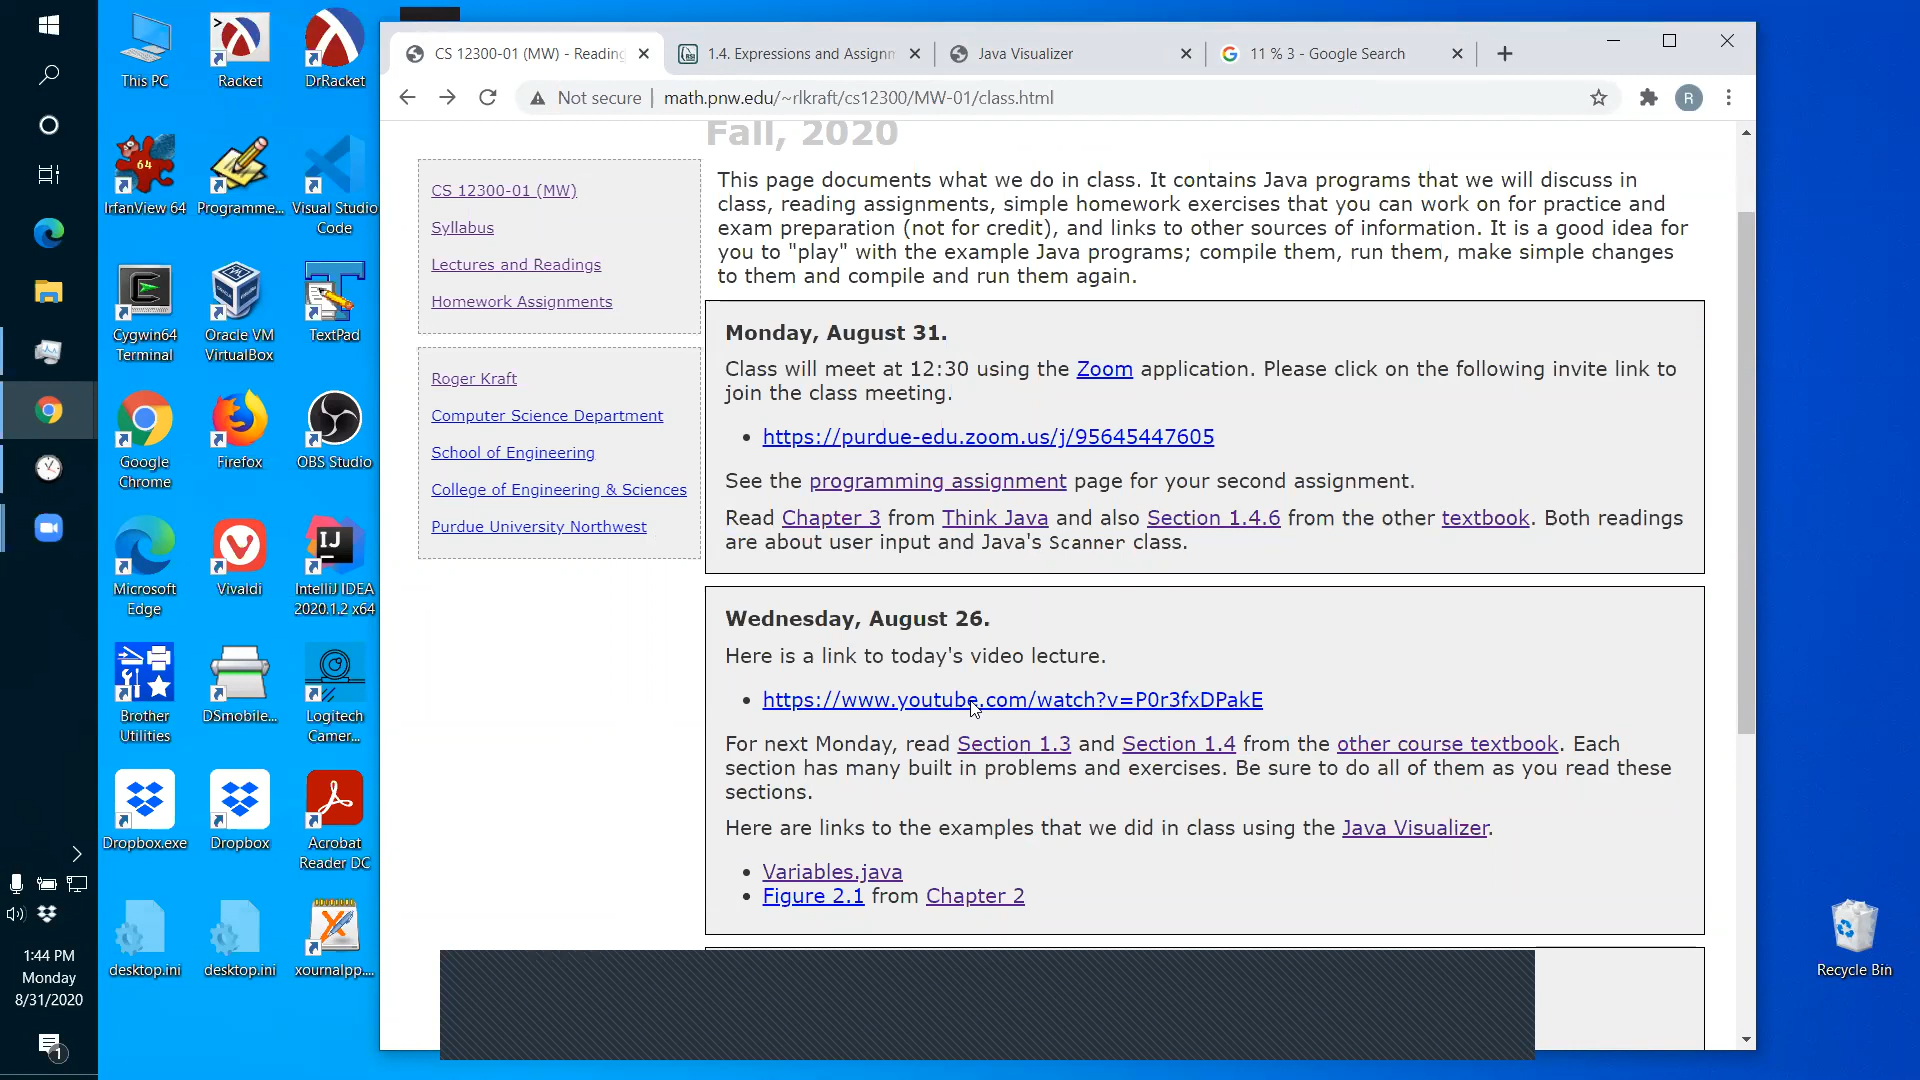 This PC
Racket
DrRacket
64
IrfanView 64
Programme...
Visual Studio
Code
Cygwin64
Terminal
Oracle VM
VirtualBox
TextPad
Google
Chrome
Firefox
OBS Studio
Microsoft
Edge
Vivaldi
IntelliJ IDEA
2020.1.2 x64
Brother
Utilities
DSmobile...
Logitech
Camer...
Dropbox.exe
Dropbox
Acrobat
Reader DC
desktop.ini
desktop.ini
xournalpp....
1:44 PM
Monday
8/31/2020
1
CS 12300-01 (MW) - Reading
1.4. Expressions and Assignm
Java Visualizer
11 % 3 - Google Search
Not secure
math.pnw.edu/~rlkraft/cs12300/MW-01/class.html
R
CS 12300-01 (MW)
Syllabus
Lectures and Readings
Homework Assignments
Roger Kraft
Computer Science Department
School of Engineering
College of Engineering & Sciences
Purdue University Northwest
Fall, 2020
This page documents what we do in class. It contains Java programs that we will discuss in
class, reading assignments, simple homework exercises that you can work on for practice and
exam preparation (not for credit), and links to other sources of information. It is a good idea for
you to "play" with the example Java programs; compile them, run them, make simple changes
to them and compile and run them again.
Monday, August 31.
Class will meet at 12:30 using the Zoom application. Please click on the following invite link to
join the class meeting.
• https://purdue-edu.zoom.us/j/95645447605
See the programming assignment page for your second assignment.
Read Chapter 3 from Think Java and also Section 1.4.6 from the other textbook. Both readings
are about user input and Java's Scanner class.
Wednesday, August 26.
Here is a link to today's video lecture.
• https://www.youtube.com/watch?v=P0r3fxDPakE
For next Monday, read Section 1.3 and Section 1.4 from the other course textbook. Each
section has many built in problems and exercises. Be sure to do all of them as you read these
sections.
Here are links to the examples that we did in class using the Java Visualizer.
• Variables.java
• Figure 2.1 from Chapter 2
Recycle Bin